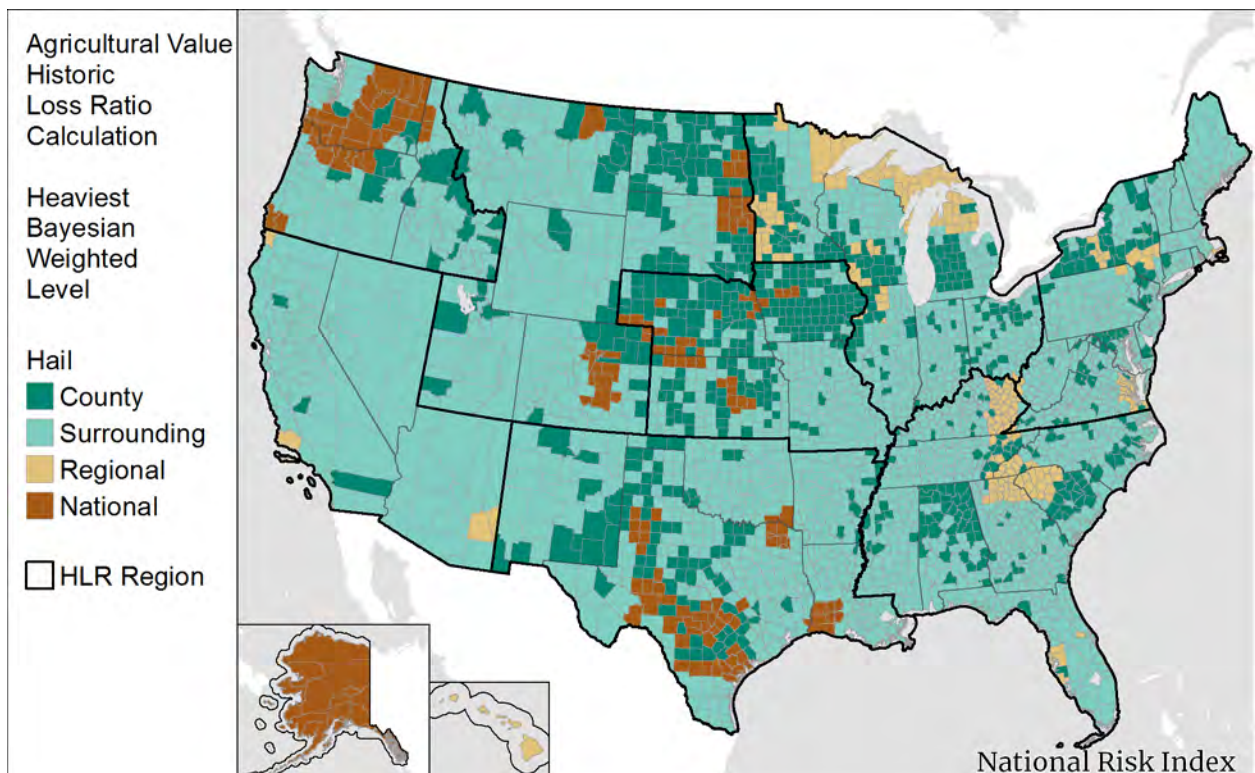 Agricultural Value
Historic
Loss Ratio
Calculation
Heaviest
Bayesian
Weighted
Level
Hail
County
Surrounding
Regional
National
HLR Region
National Risk Index